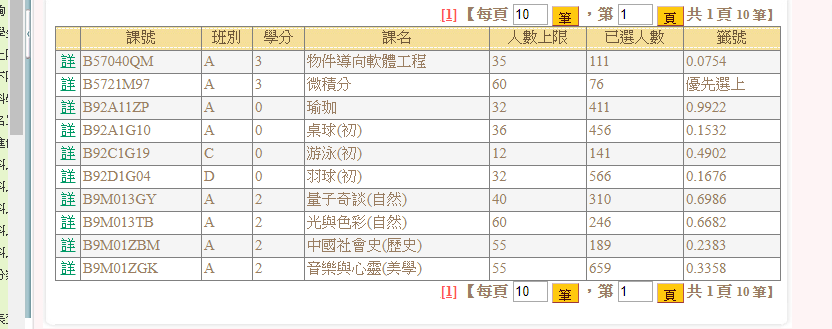 [1] 【每頁 10 筆 ，第 1 頁 共 1 頁 10 筆】
課號 班別 學分 課名 人數上限 已選人數 籤號
詳 B57040QM A 3 物件導向軟體工程 35 111 0.0754
詳 B5721M97 A 3 微積分 60 76 優先選上
詳 B92A11ZP A 0 瑜珈 32 411 0.9922
詳 B92A1G10 A 0 桌球(初) 36 456 0.1532
詳 B92C1G19 C 0 游泳(初) 12 141 0.4902
詳 B92D1G04 D 0 羽球(初) 32 566 0.1676
詳 B9M013GY A 2 量子奇談(自然) 40 310 0.6986
詳 B9M013TB A 2 光與色彩(自然) 60 246 0.6682
詳 B9M01ZBM A 2 中國社會史(歷史) 55 189 0.2383
詳 B9M01ZGK A 2 音樂與心靈(美學) 55 659 0.3358
[1] 【每頁 10 筆 ，第 1 頁 共 1 頁 10 筆】